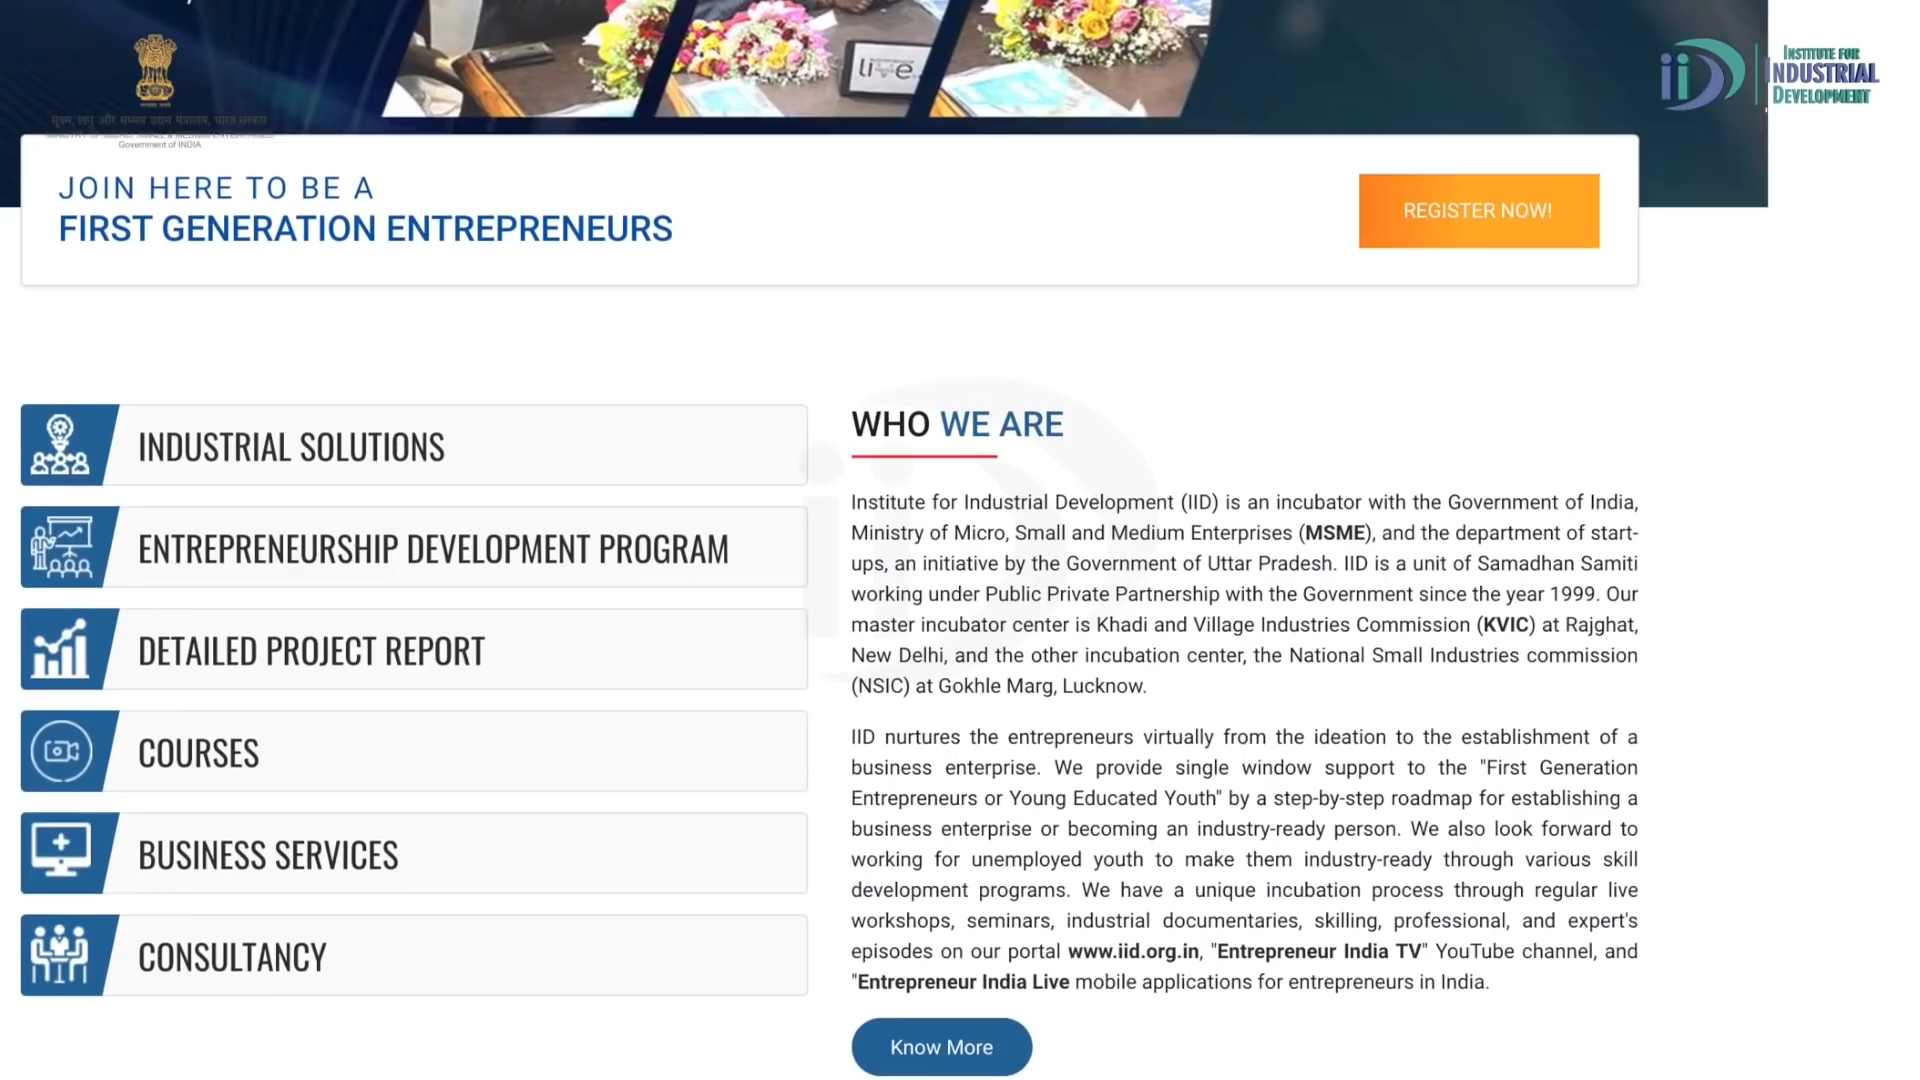 live
सूक्ष्म, लघु और मध्यम उद्यम मंत्रालय, भारत सरकार
Government of INDIA
INSTITUTE FOR
INDUSTRIAL
DEVELOPMENT
JOIN HERE TO BE A
FIRST GENERATION ENTREPRENEURS
REGISTER NOW!
INDUSTRIAL SOLUTIONS
ENTREPRENEURSHIP DEVELOPMENT PROGRAM
DETAILED PROJECT REPORT
COURSES
BUSINESS SERVICES
CONSULTANCY
WHO WE ARE
Institute for Industrial Development (IID) is an incubator with the Government of India,
Ministry of Micro, Small and Medium Enterprises (MSME), and the department of start-
ups, an initiative by the Government of Uttar Pradesh. IID is a unit of Samadhan Samiti
working under Public Private Partnership with the Government since the year 1999. Our
master incubator center is Khadi and Village Industries Commission (KVIC) at Rajghat,
New Delhi, and the other incubation center, the National Small Industries commission
(NSIC) at Gokhle Marg, Lucknow.
IID nurtures the entrepreneurs virtually from the ideation to the establishment of a
business enterprise. We provide single window support to the "First Generation
Entrepreneurs or Young Educated Youth" by a step-by-step roadmap for establishing a
business enterprise or becoming an industry-ready person. We also look forward to
working for unemployed youth to make them industry-ready through various skill
development programs. We have a unique incubation process through regular live
workshops, seminars, industrial documentaries, skilling, professional, and expert's
episodes on our portal www.iid.org.in, "Entrepreneur India TV" YouTube channel, and
"Entrepreneur India Live mobile applications for entrepreneurs in India.
Know More